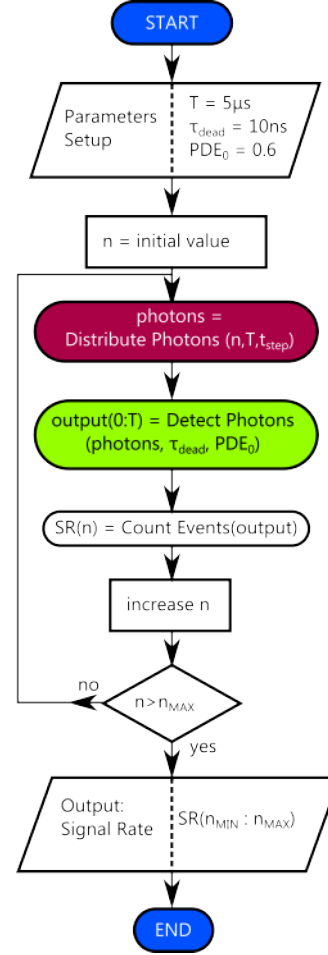 START
Parameters
Setup
T = 5µs
τdead = 10ns
PDE0 = 0.6
n = initial value
photons =
Distribute Photons (n,T,tstep)
output(0:T) = Detect Photons
(photons, τdead, PDE0)
SR(n) = Count Events(output)
increase n
n>nMAX
no
yes
Output:
Signal Rate
SR(nMIN : nMAX)
END